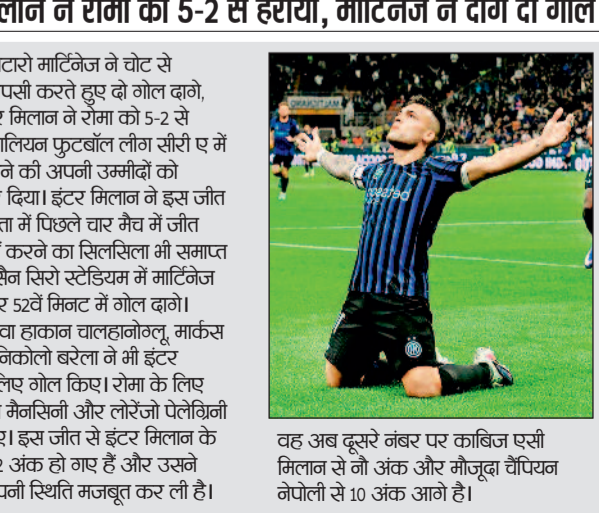 लान ने रोमा को 5-2 से हराया, मार्टिनेज ने दागे दो गोल
टारो मार्टिनेज ने चोट से
पसी करते हुए दो गोल दागे,
र मिलान ने रोमा को 5-2 से
ालियन फुटबॉल लीग सीरी ए में
ने की अपनी उम्मीदों को
दिया। इंटर मिलान ने इस जीत
ता में पिछले चार मैच में जीत
करने का सिलसिला भी समाप्त
सैन सिरो स्टेडियम में मार्टिनेज
र 52वें मिनट में गोल दागे।
वा हाकान चालहानोग्लू, मार्कस
निकोलो बरेला ने भी इंटर
लिए गोल किए। रोमा के लिए
मैनसिनी और लोरेंजो पेलेग्रिनी
ए। इस जीत से इंटर मिलान के
2 अंक हो गए हैं और उसने
पनी स्थिति मजबूत कर ली है।
वह अब दूसरे नंबर पर काबिज एसी
मिलान से नौ अंक और मौजूदा चैंपियन
नेपोली से 10 अंक आगे है।